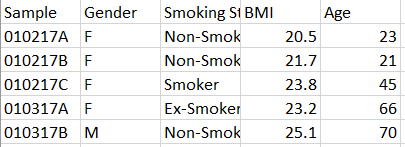 Sample Gender Smoking St BMI Age
010217A F Non-Smok 20.5 23
010217B F Non-Smok 21.7 21
010217C F Smoker 23.8 45
010317A F Ex-Smoker 23.2 66
010317B M Non-Smok 25.1 70